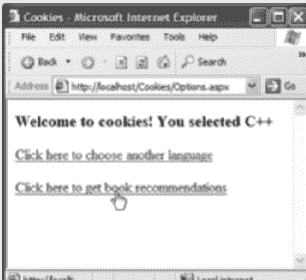 Cookies - Microsoft Internet Explorer
File Edit View Favorites Tools Help
Back Search
Address http://localhost/Cookies/Options.aspx Go
Welcome to cookies! You selected C++
Click here to choose another language
Click here to get book recommendations
Local intranet